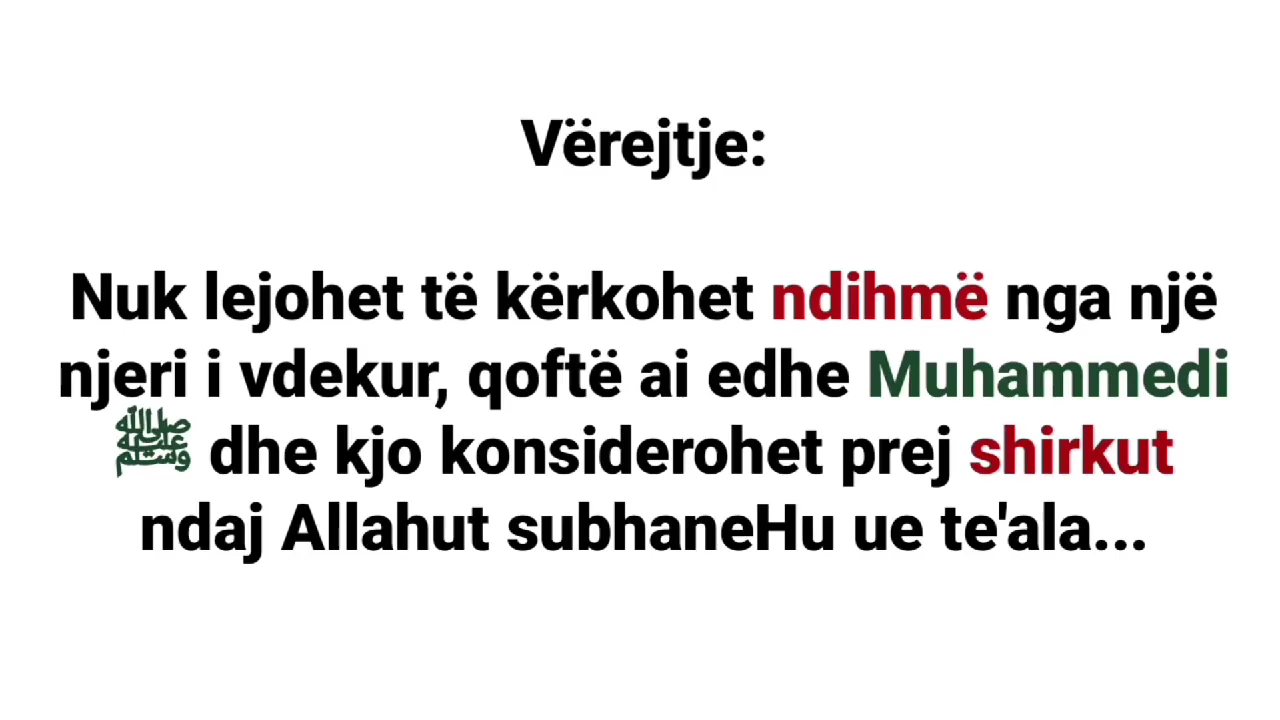 Vërejtje:
Nuk lejohet të kërkohet ndihmë nga një
njeri i vdekur, qoftë ai edhe Muhammedi
ﷺ dhe kjo konsiderohet prej shirkut
ndaj Allahut subhaneHu ue te'ala...